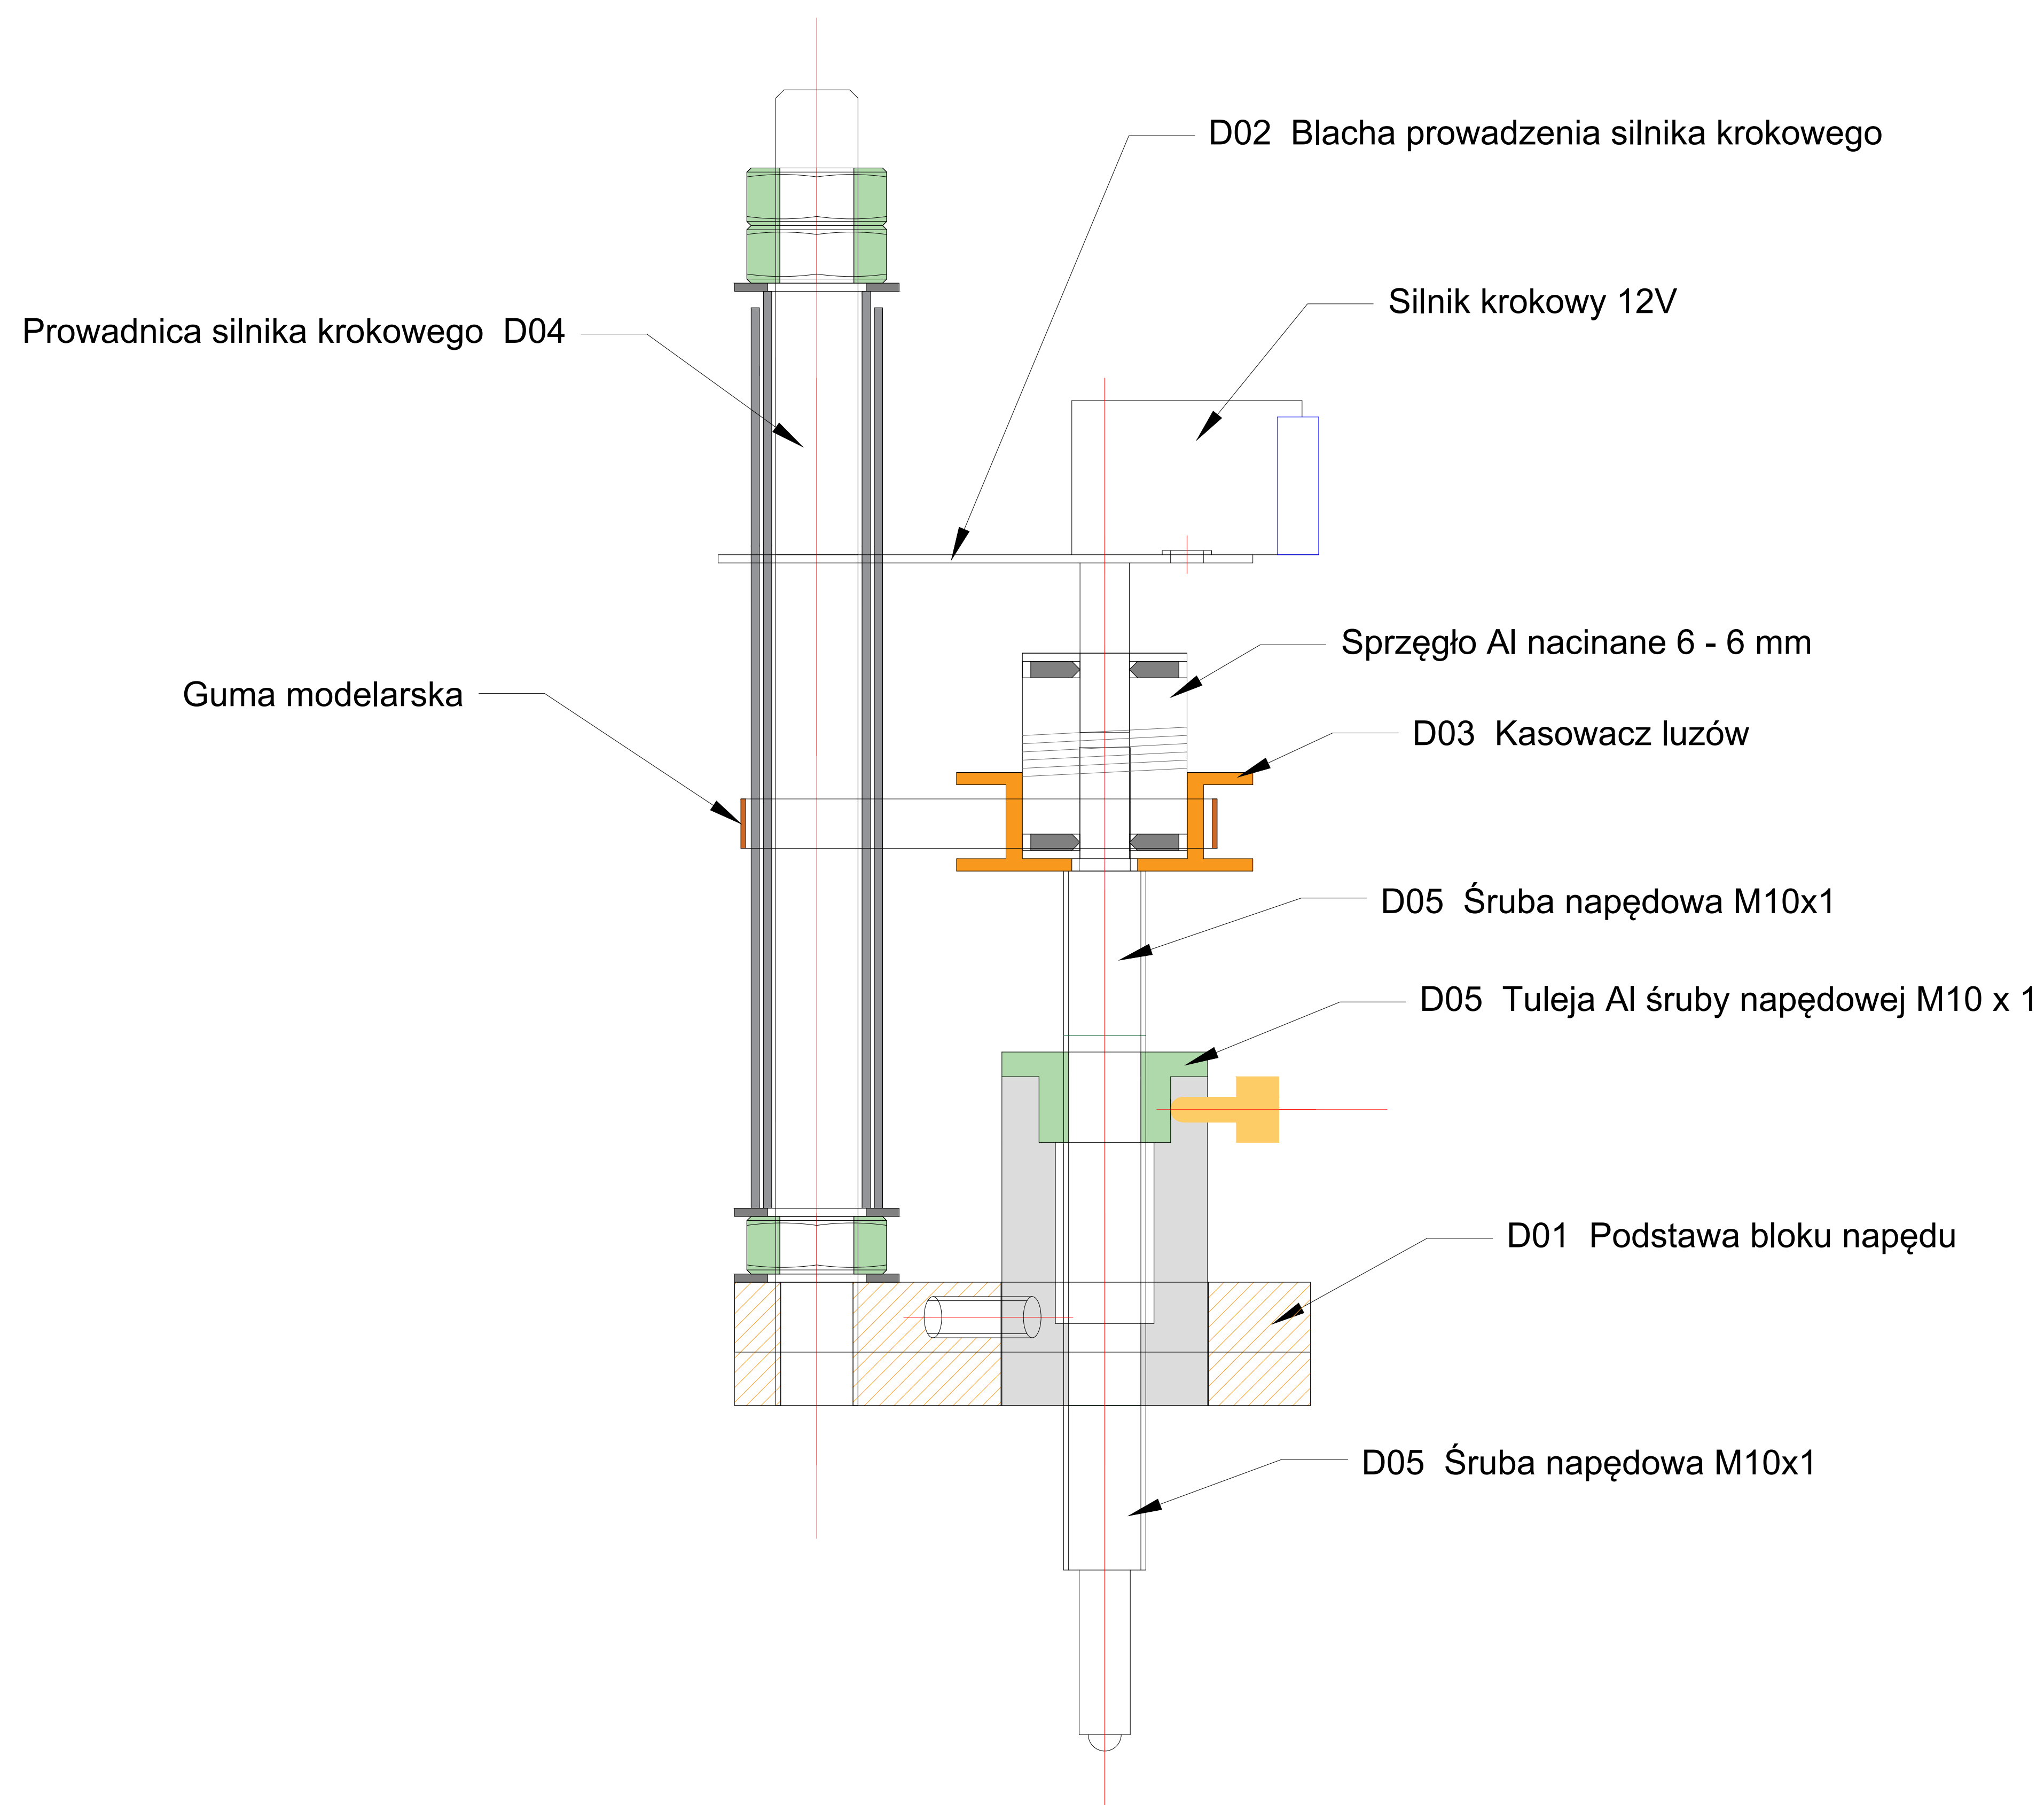 D02 Blacha prowadzenia silnika krokowego
Silnik krokowy 12V
Prowadnica silnika krokowego D04
Sprzęgło Al nacinane 6 - 6 mm
Guma modelarska
D03 Kasowacz luzów
D05 Śruba napędowa M10x1
D05 Tuleja Al śruby napędowej M10 x 1
D01 Podstawa bloku napędu
D05 Śruba napędowa M10x1